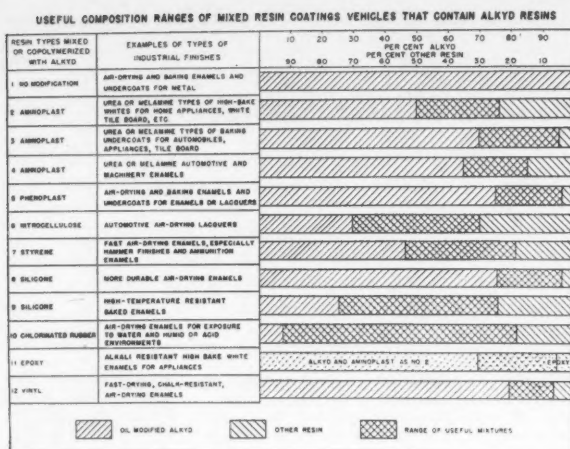 USEFUL COMPOSITION RANGES OF MIXED RESIN COATINGS VEHICLES THAT CONTAIN ALKYD RESINS
RESIN TYPES MIXED
OR COPOLYMERIZED
WITH ALKYD
EXAMPLES OF TYPES OF
INDUSTRIAL FINISHES
10 20 30 40 50 60 70 80 90
PER CENT ALKYD
PER CENT OTHER RESIN
90 80 70 60 50 40 30 20 10
1 NO MODIFICATION
AIR-DRYING AND BAKING ENAMELS AND
UNDERCOATS FOR METAL
2 AMINOPLAST
UREA OR MELAMINE TYPES OF HIGH-BAKE
WHITES FOR HOME APPLIANCES, WHITE
TILE BOARD, ETC
3 AMINOPLAST
UREA OR MELAMINE TYPES OF BAKING
UNDERCOATS FOR AUTOMOBILES,
APPLIANCES, TILE BOARD
4 AMINOPLAST
UREA OR MELAMINE AUTOMOTIVE AND
MACHINERY ENAMELS
5 PHENOPLAST
AIR-DRYING AND BAKING ENAMELS AND
UNDERCOATS FOR ENAMELS OR LACQUERS
6 NITROCELLULOSE
AUTOMOTIVE AIR-DRYING LACQUERS
7 STYRENE
FAST AIR-DRYING ENAMELS, ESPECIALLY
HAMMER FINISHES AND AMMUNITION
ENAMELS
8 SILICONE
MORE DURABLE AIR-DRYING ENAMELS
9 SILICONE
HIGH-TEMPERATURE RESISTANT
BAKED ENAMELS
10 CHLORINATED RUBBER
AIR-DRYING ENAMELS FOR EXPOSURE
TO WATER AND HUMID OR ACID
ENVIRONMENTS
11 EPOXY
ALKALI RESISTANT HIGH BAKE WHITE
ENAMELS FOR APPLIANCES
ALKYD AND AMINOPLAST AS NO 2
EPOXY
12 VINYL
FAST-DRYING, CHALK-RESISTANT,
AIR-DRYING ENAMELS
OIL MODIFIED ALKYD
OTHER RESIN
RANGE OF USEFUL MIXTURES